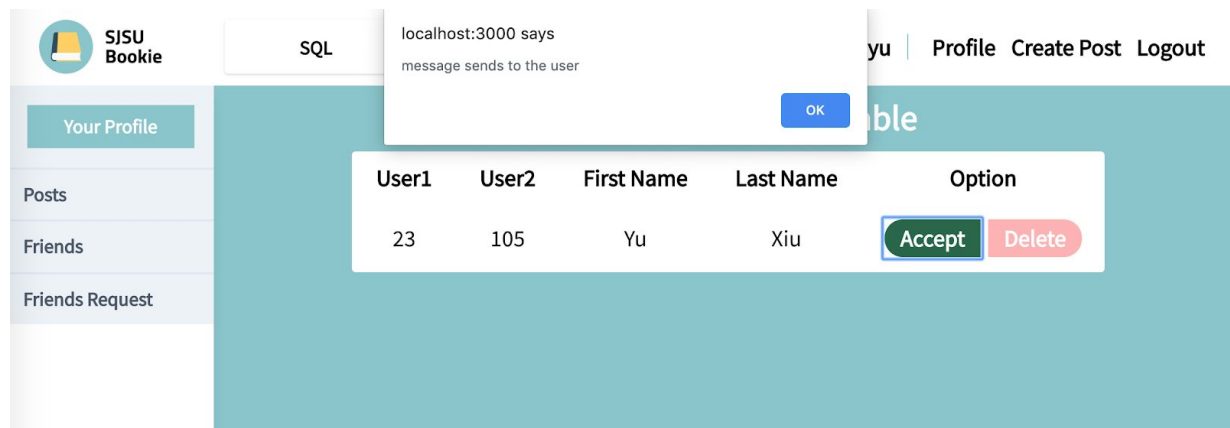 SJSU
Bookie
SQL
localhost:3000 says
message sends to the user
OK
yu
Profile Create Post Logout
Your Profile
Posts
Friends
Friends Request
User1 User2 First Name Last Name Option
23 105 Yu Xiu Accept Delete